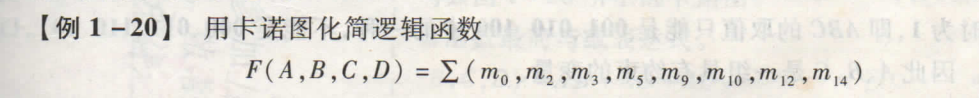 【例 1-20】 用卡诺图化简逻辑函数
F(A,B,C,D) = ∑(m₀,m₂,m₃,m₅,m₉,m₁₀,m₁₂,m₁₄)